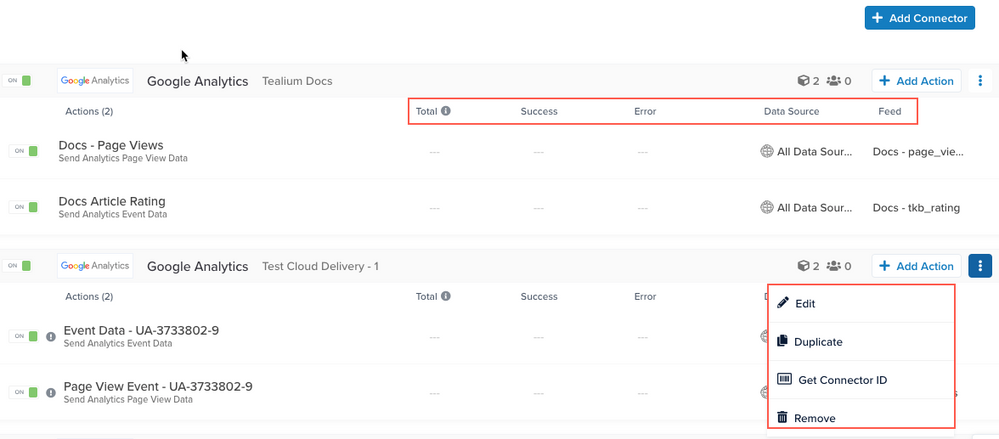 Add Connector
ON Google Analytics Google Analytics Tealium Docs 2 0 Add Action
Actions (2) Total Success Error Data Source Feed
ON Docs - Page Views --- --- --- All Data Sour... Docs - page_vie...
Send Analytics Page View Data
ON Docs Article Rating --- --- --- All Data Sour... Docs - tkb_rating
Send Analytics Event Data
ON Google Analytics Google Analytics Test Cloud Delivery - 1 2 0 Add Action
Actions (2) Total Success Error
Edit
ON Event Data - UA-3733802-9 --- --- ---
Send Analytics Event Data
Duplicate
Get Connector ID
ON Page View Event - UA-3733802-9 --- --- ---
Send Analytics Page View Data
Remove